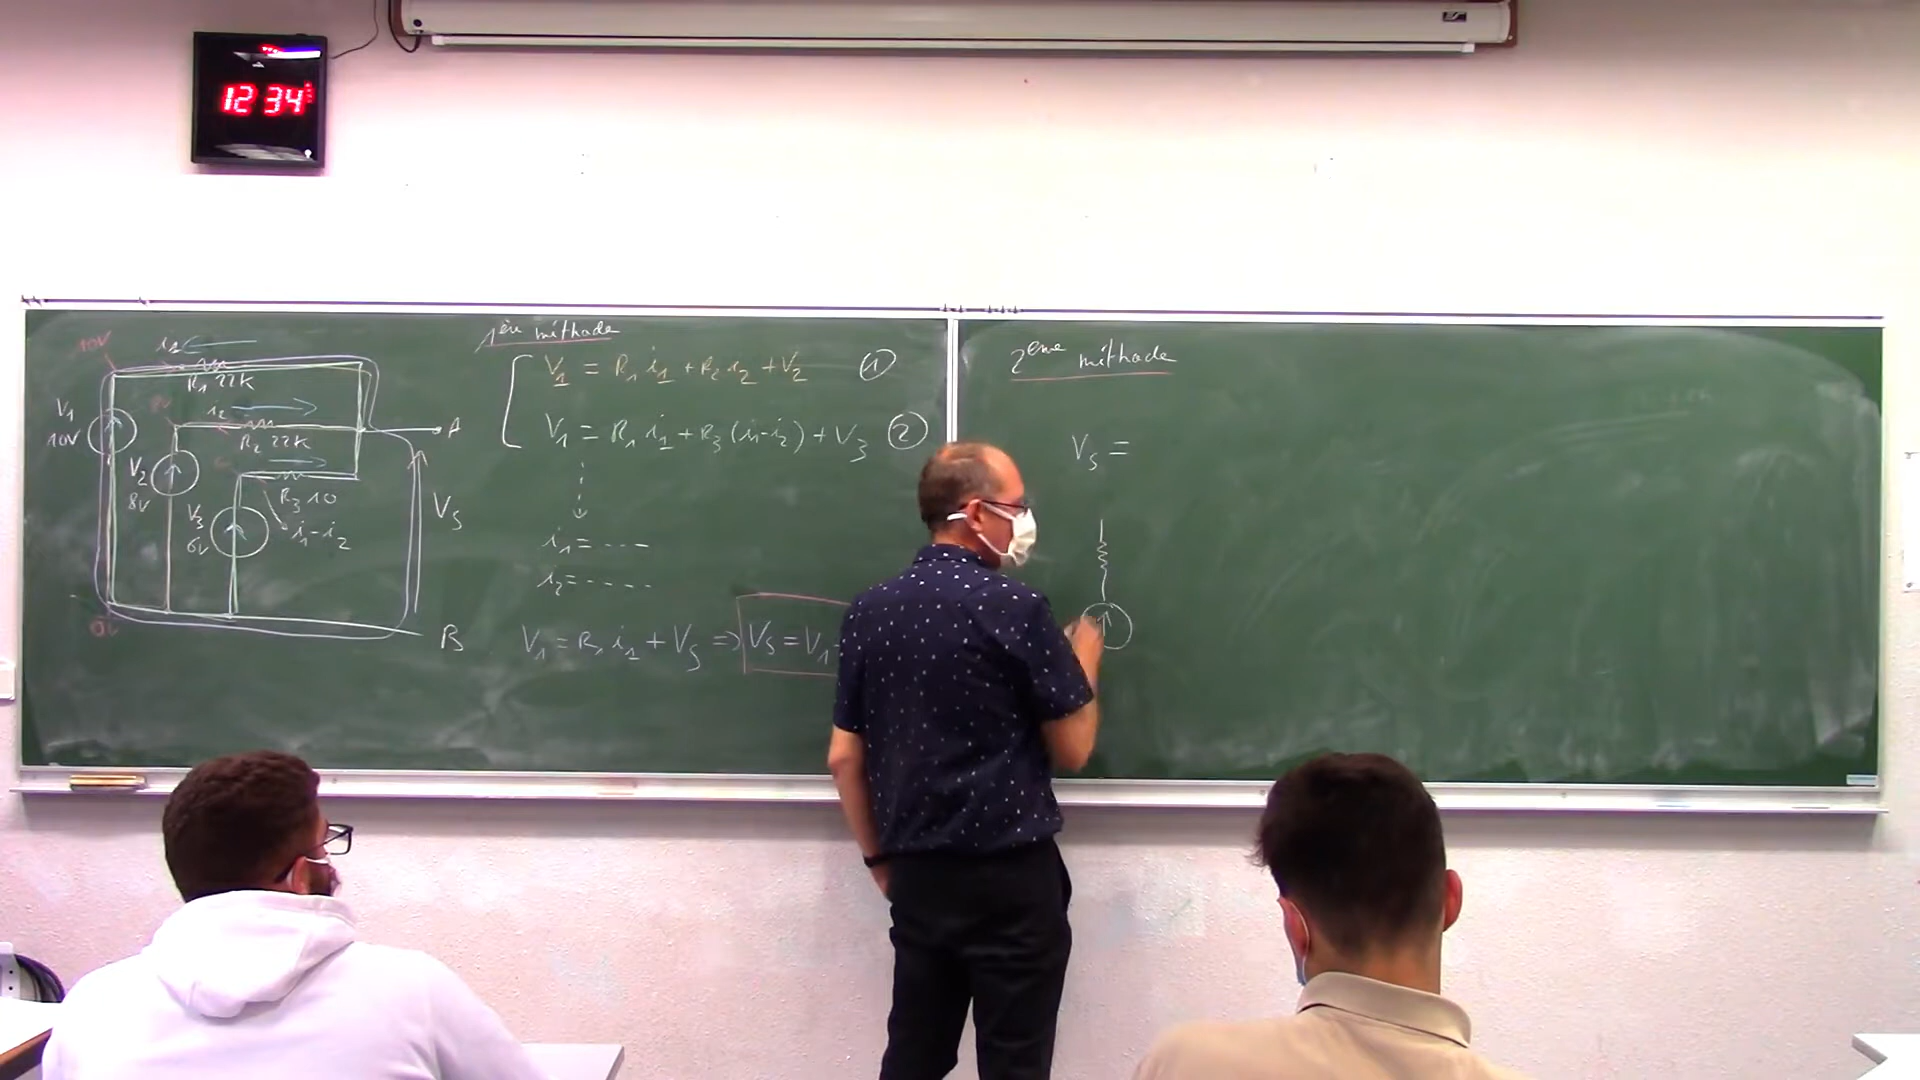 12 34
10V
i1
R1 22K
V1
10V
i2
R2 22K
A
V2
8V
V3
6V
R3 10
i1-i2
VS
0V
B
1ère méthode
V1 = R1 i1 + R2 i2 + V2 ①
V1 = R1 i1 + R3 (i1-i2) + V3 ②
i1 = ---
i2 = ----
V1 = R1 i1 + VS => VS = V1 -
2ème méthode
VS =